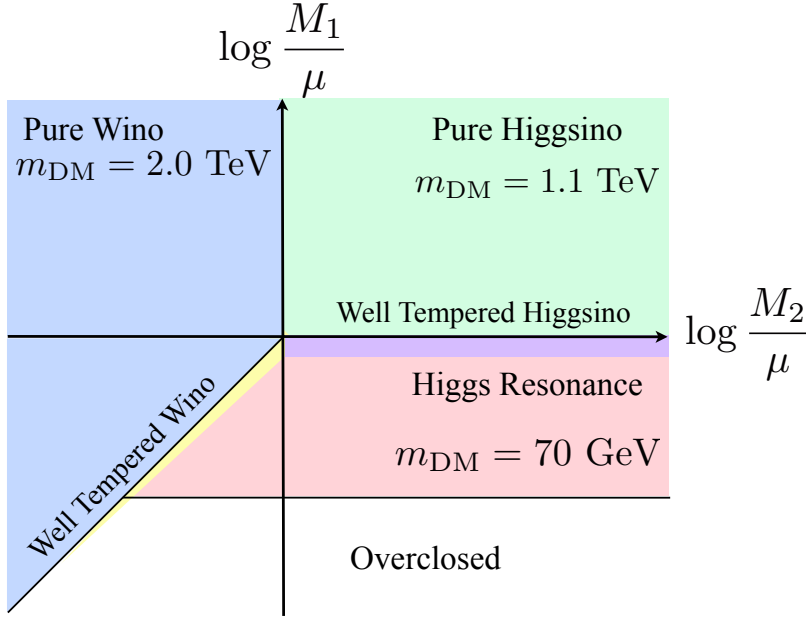 log M₁/μ
Pure Wino
m_DM = 2.0 TeV
Pure Higgsino
m_DM = 1.1 TeV
Well Tempered Higgsino
log M₂/μ
Well Tempered Wino
Higgs Resonance
m_DM = 70 GeV
Overclosed